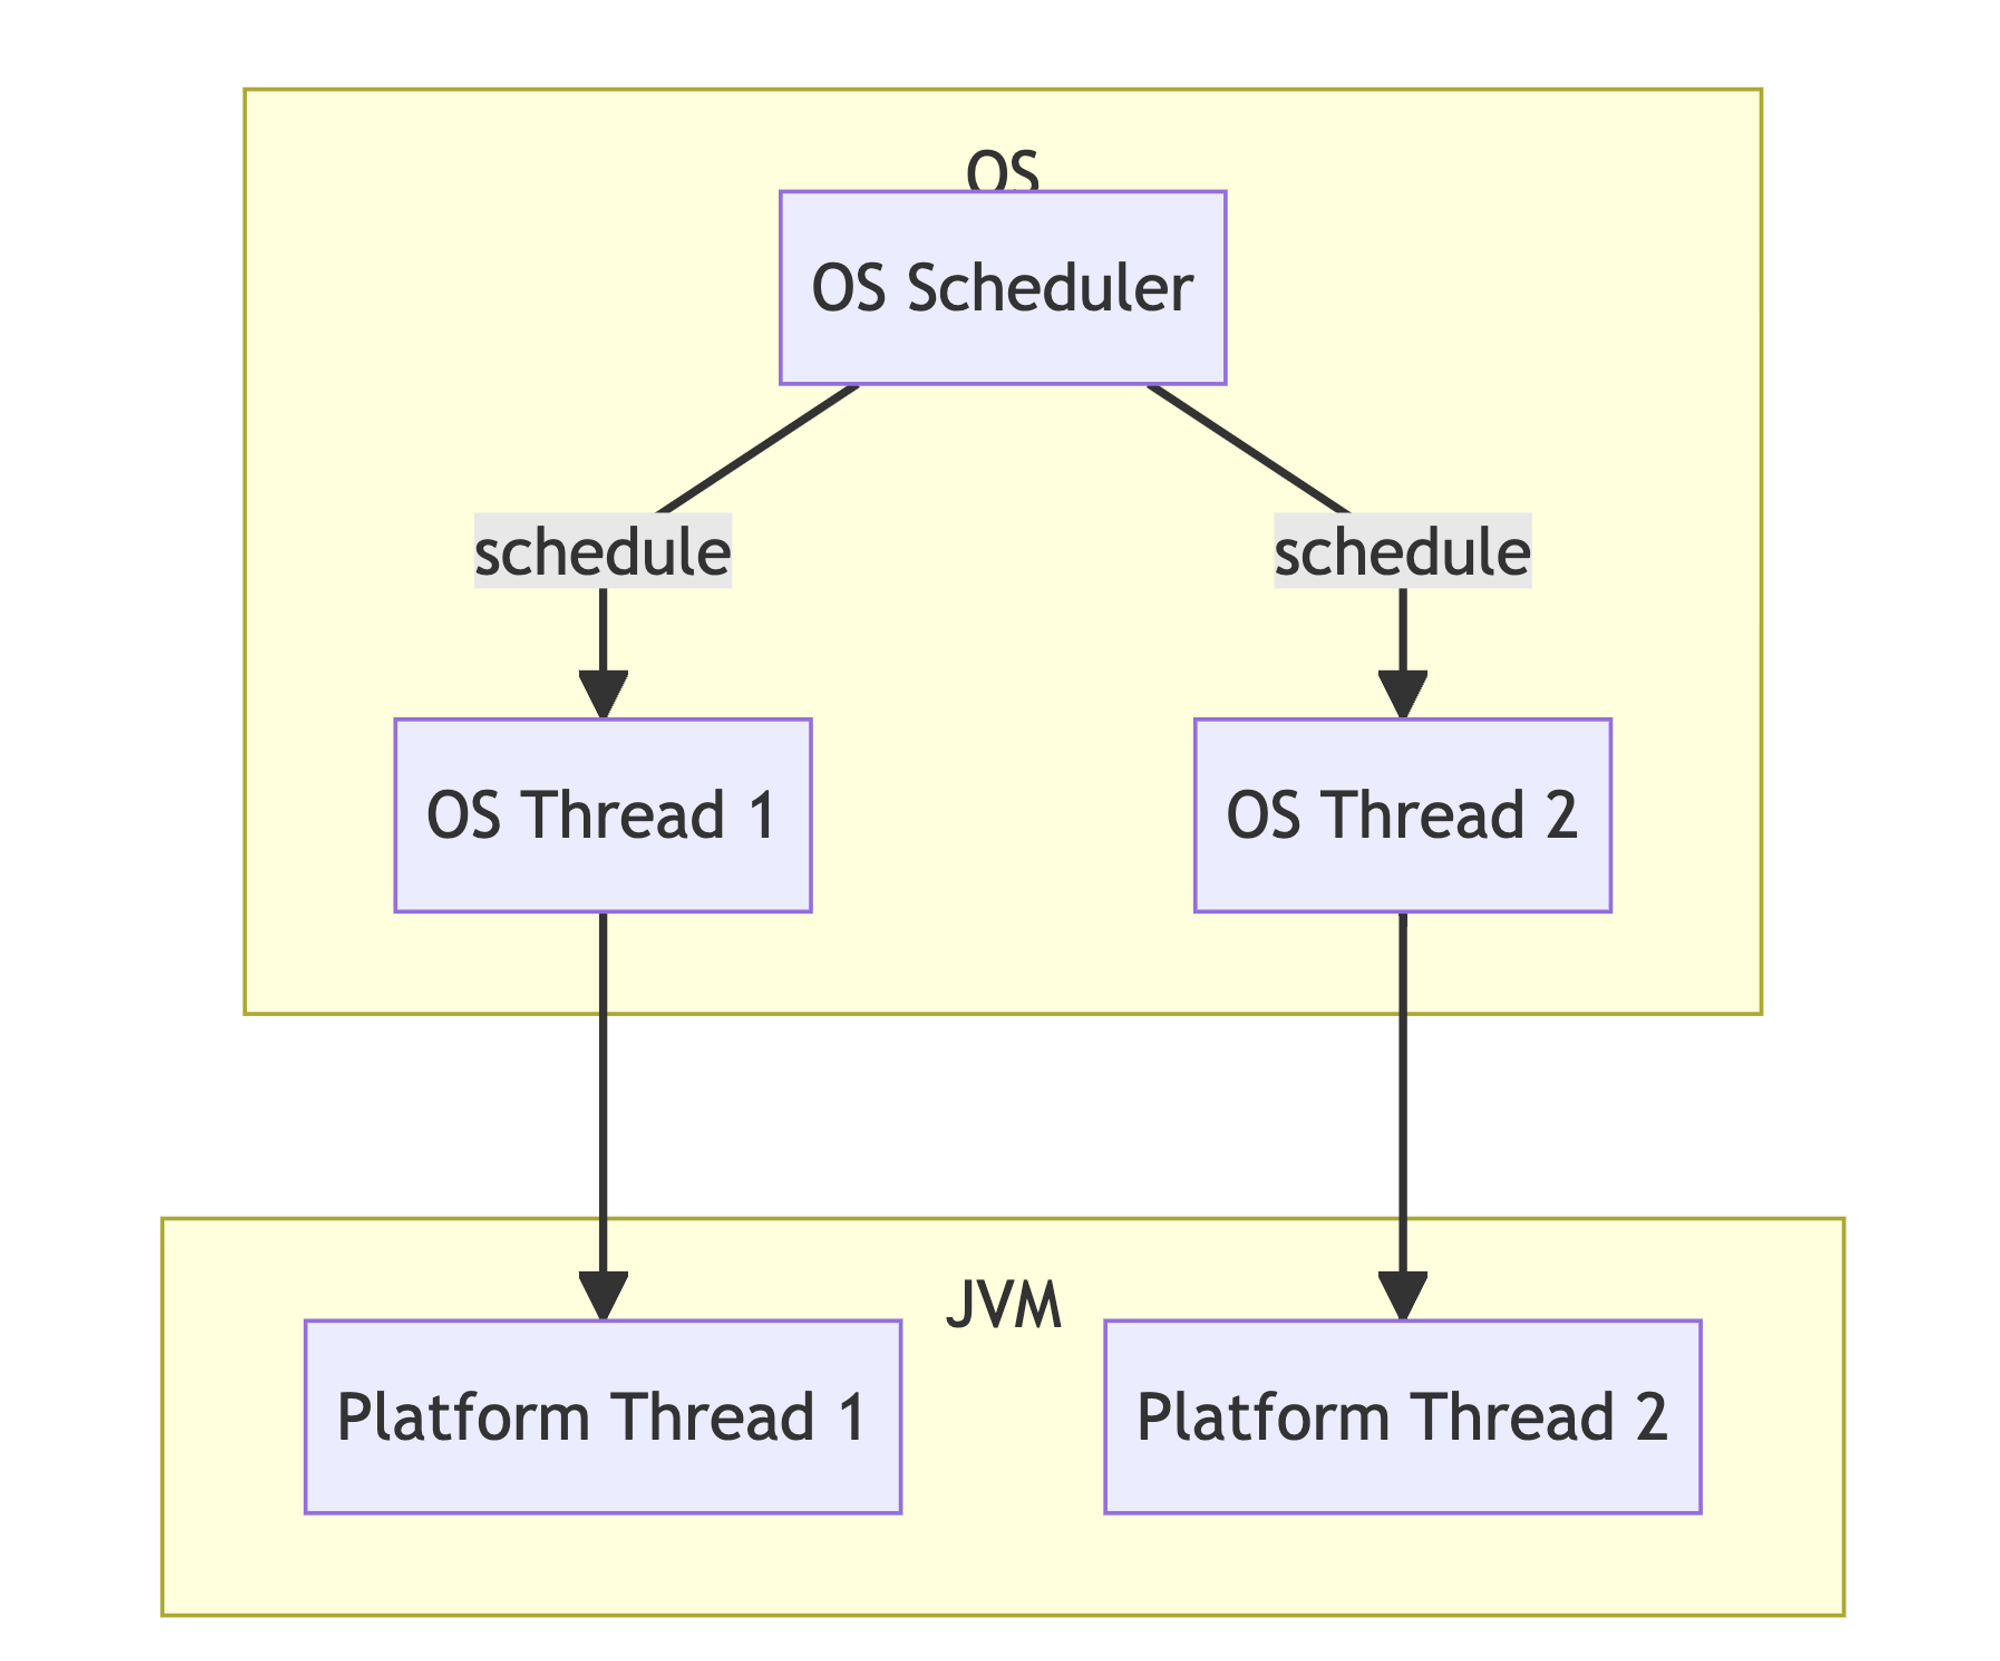 OS
OS Scheduler
schedule
schedule
OS Thread 1
OS Thread 2
JVM
Platform Thread 1
Platform Thread 2